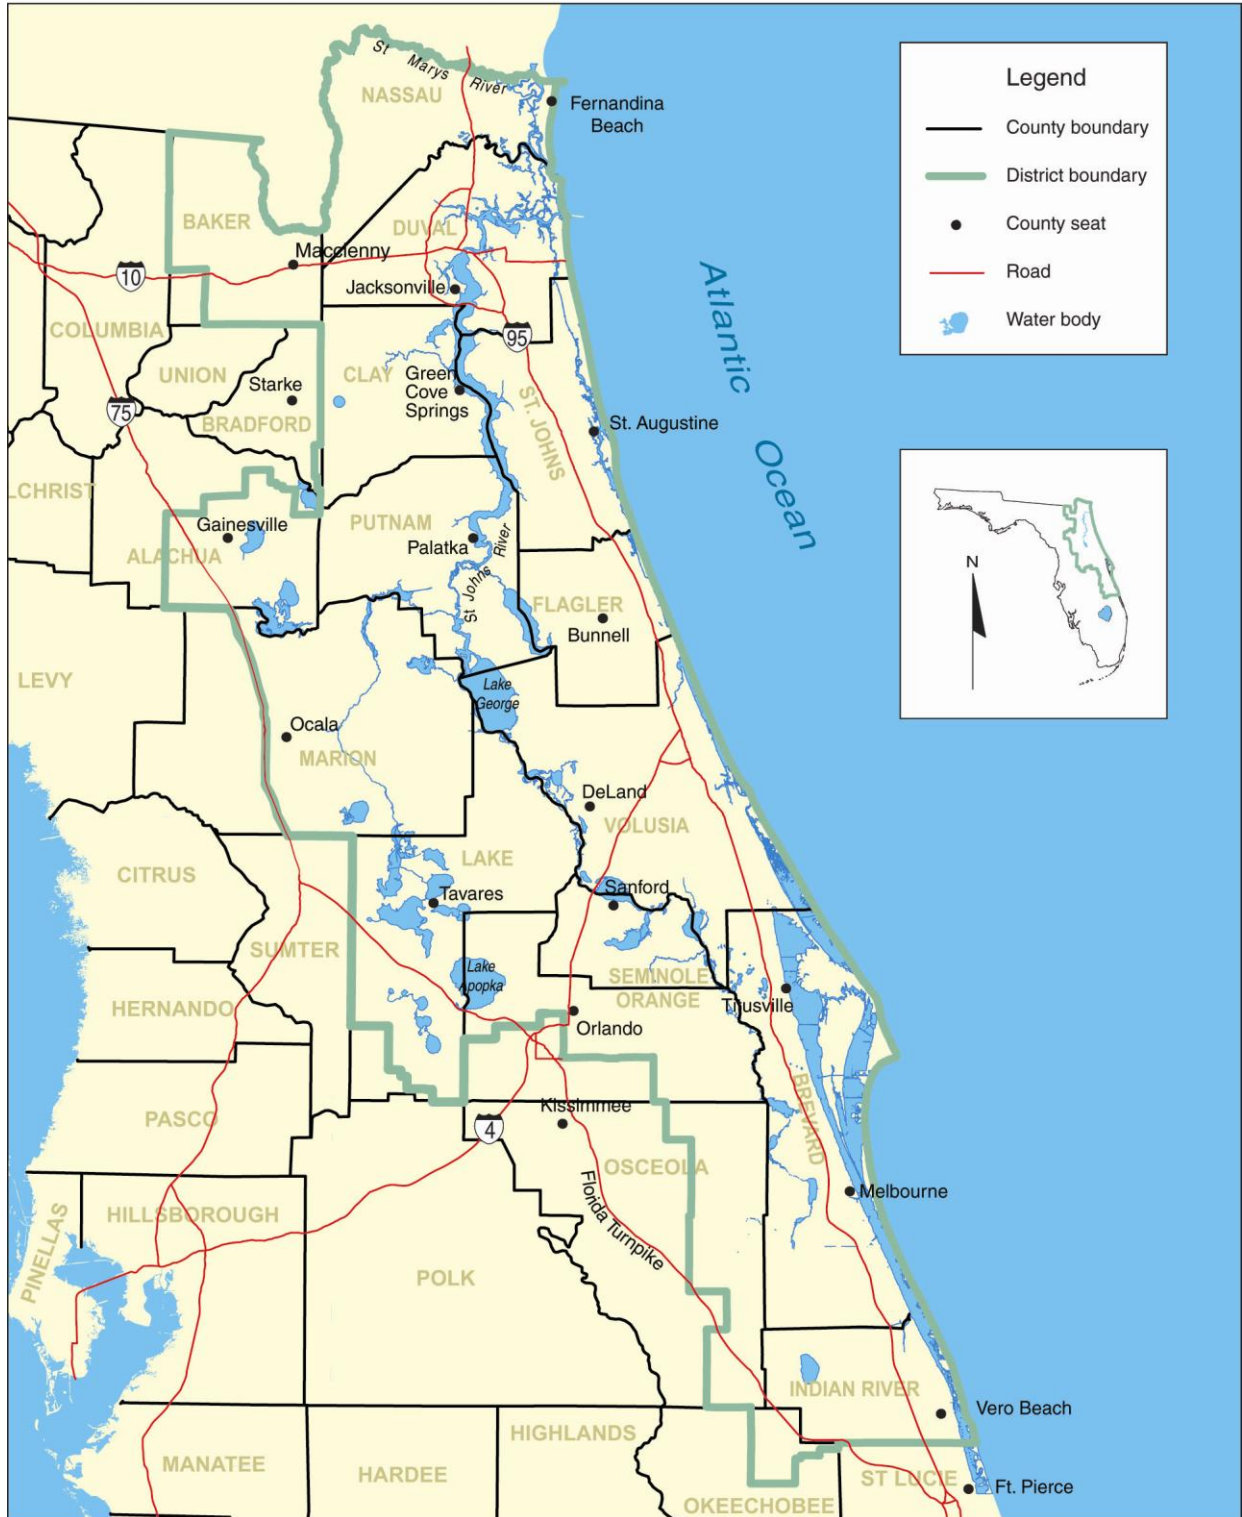 St Marys River
NASSAU
Fernandina
Beach
Legend
County boundary
District boundary
County seat
Road
Water body
BAKER
DUVAL
Macclenny
10
Jacksonville
COLUMBIA
95
UNION
Starke
CLAY
Green
Cove
Springs
75
BRADFORD
ST. JOHNS
St. Augustine
Atlantic
Ocean
LCHRIST
Gainesville
PUTNAM
ALACHUA
Palatka
St Johns River
N
FLAGLER
Bunnell
LEVY
Lake
George
Ocala
MARION
DeLand
VOLUSIA
LAKE
CITRUS
Tavares
Sanford
SUMTER
Lake
Apopka
SEMINOLE
ORANGE
HERNANDO
Titusville
Orlando
BREVARD
PASCO
Kissimmee
4
OSCEOLA
Florida Turnpike
Melbourne
PINELLAS
HILLSBOROUGH
POLK
INDIAN RIVER
Vero Beach
HIGHLANDS
MANATEE
HARDEE
ST LUCIE
Ft. Pierce
OKEECHOBEE